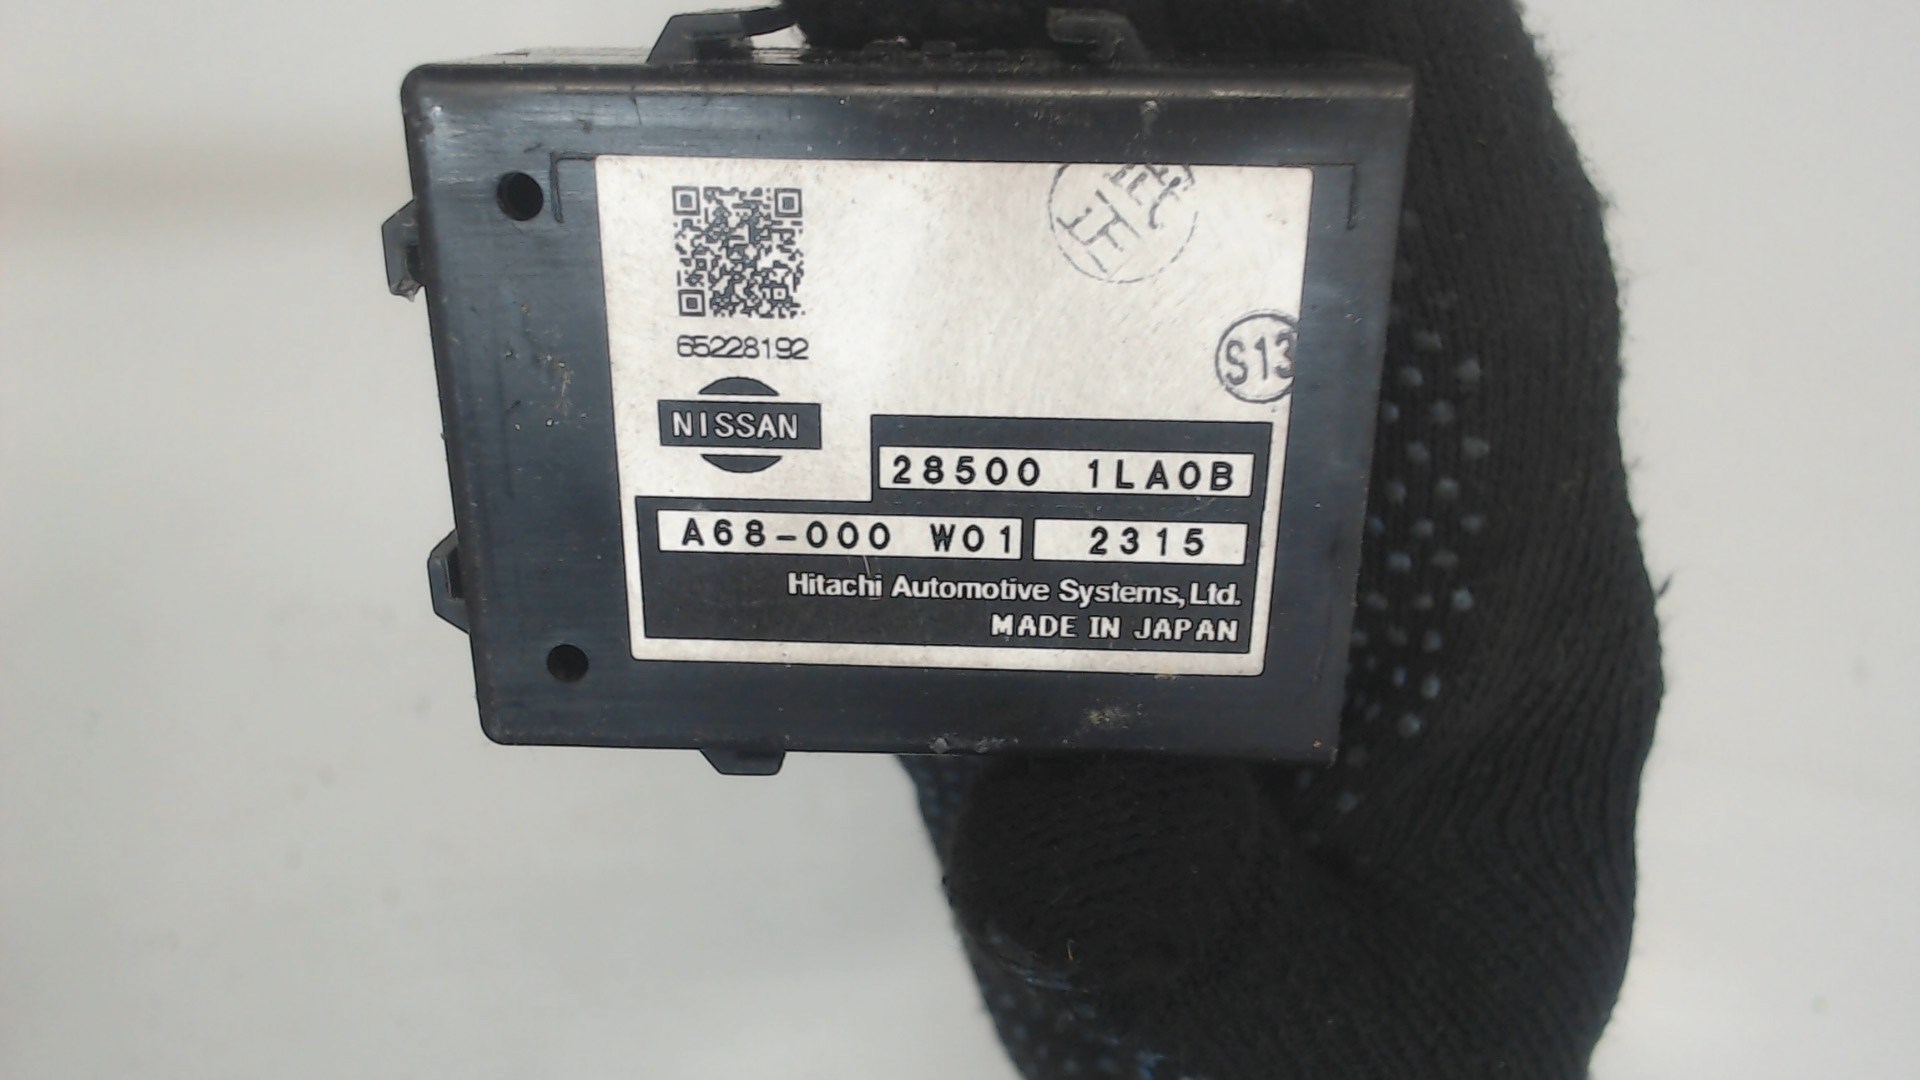 65228192
S13
NISSAN
28500 1LA0B
A68-000 W01 2315
Hitachi Automotive Systems, Ltd.
MADE IN JAPAN